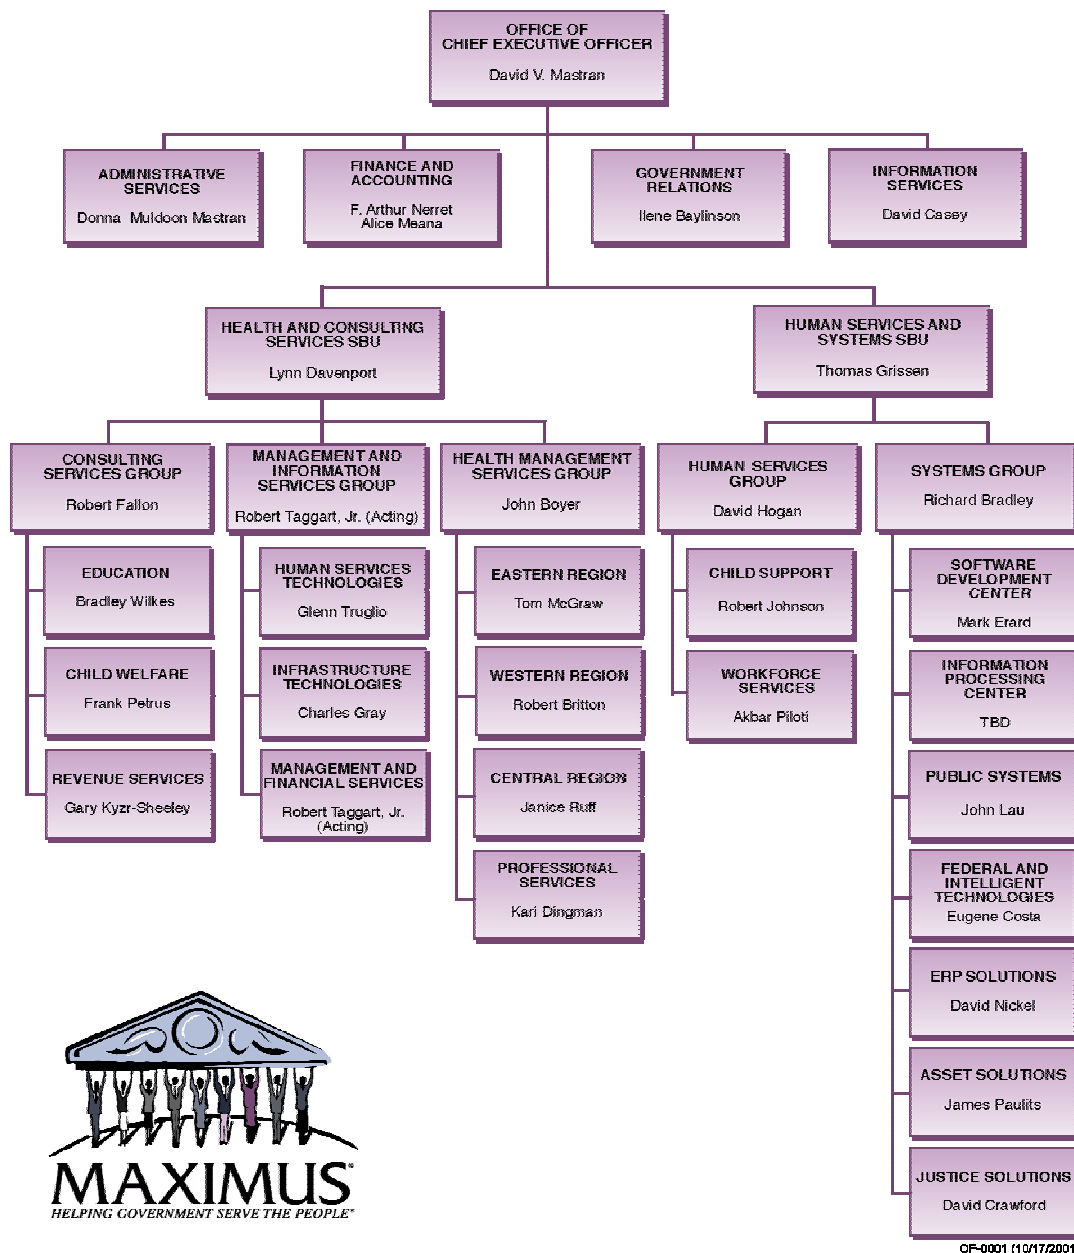 OFFICE OF
CHIEF EXECUTIVE OFFICER
David V. Mastran
ADMINISTRATIVE
SERVICES
Donna Muldoon Mastran
FINANCE AND
ACCOUNTING
F. Arthur Nerret
Alice Meana
GOVERNMENT
RELATIONS
Ilene Baylinson
INFORMATION
SERVICES
David Casey
HEALTH AND CONSULTING
SERVICES SBU
Lynn Davenport
HUMAN SERVICES AND
SYSTEMS SBU
Thomas Grissen
CONSULTING
SERVICES GROUP
Robert Fallon
MANAGEMENT AND
INFORMATION
SERVICES GROUP
Robert Taggart, Jr. (Acting)
HEALTH MANAGEMENT
SERVICES GROUP
John Boyer
HUMAN SERVICES
GROUP
David Hogan
SYSTEMS GROUP
Richard Bradley
EDUCATION
Bradley Wilkes
CHILD WELFARE
Frank Petrus
REVENUE SERVICES
Gary Kyzr-Sheeley
HUMAN SERVICES
TECHNOLOGIES
Glenn Truglio
INFRASTRUCTURE
TECHNOLOGIES
Charles Gray
MANAGEMENT AND
FINANCIAL SERVICES
Robert Taggart, Jr.
(Acting)
EASTERN REGION
Tom McGraw
WESTERN REGION
Robert Britton
CENTRAL REGION
Janice Ruff
PROFESSIONAL
SERVICES
Kari Dingman
CHILD SUPPORT
Robert Johnson
WORKFORCE
SERVICES
Akbar Piloti
SOFTWARE
DEVELOPMENT
CENTER
Mark Erard
INFORMATION
PROCESSING
CENTER
TBD
PUBLIC SYSTEMS
John Lau
FEDERAL AND
INTELLIGENT
TECHNOLOGIES
Eugene Costa
ERP SOLUTIONS
David Nickel
ASSET SOLUTIONS
James Paulits
JUSTICE SOLUTIONS
David Crawford
MAXIMUS®
HELPING GOVERNMENT SERVE THE PEOPLE®
OF-0001 (10/17/2001